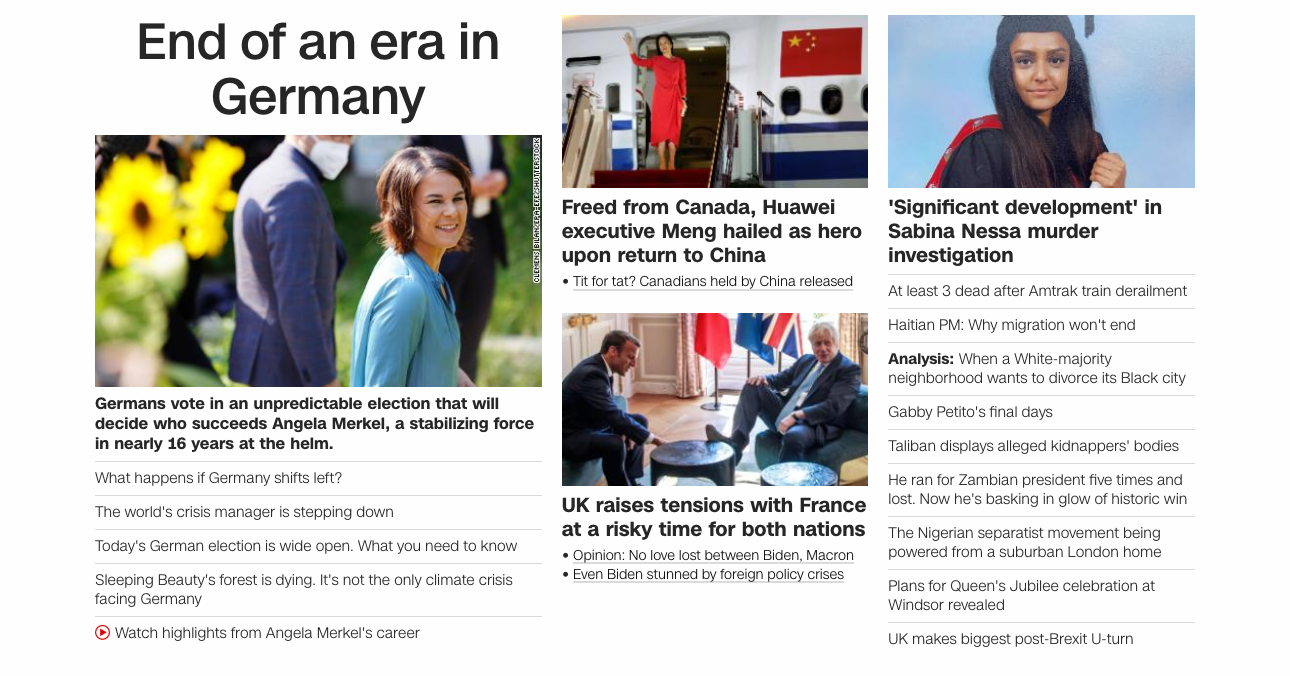 End of an era in
Germany
CLEMENS BILAN/EPA-EFE/SHUTTERSTOCK
Germans vote in an unpredictable election that will
decide who succeeds Angela Merkel, a stabilizing force
in nearly 16 years at the helm.
What happens if Germany shifts left?
The world's crisis manager is stepping down
Today's German election is wide open. What you need to know
Sleeping Beauty's forest is dying. It's not the only climate crisis
facing Germany
Watch highlights from Angela Merkel's career
Freed from Canada, Huawei
executive Meng hailed as hero
upon return to China
• Tit for tat? Canadians held by China released
UK raises tensions with France
at a risky time for both nations
• Opinion: No love lost between Biden, Macron
• Even Biden stunned by foreign policy crises
'Significant development' in
Sabina Nessa murder
investigation
At least 3 dead after Amtrak train derailment
Haitian PM: Why migration won't end
Analysis: When a White-majority
neighborhood wants to divorce its Black city
Gabby Petito's final days
Taliban displays alleged kidnappers' bodies
He ran for Zambian president five times and
lost. Now he's basking in glow of historic win
The Nigerian separatist movement being
powered from a suburban London home
Plans for Queen's Jubilee celebration at
Windsor revealed
UK makes biggest post-Brexit U-turn